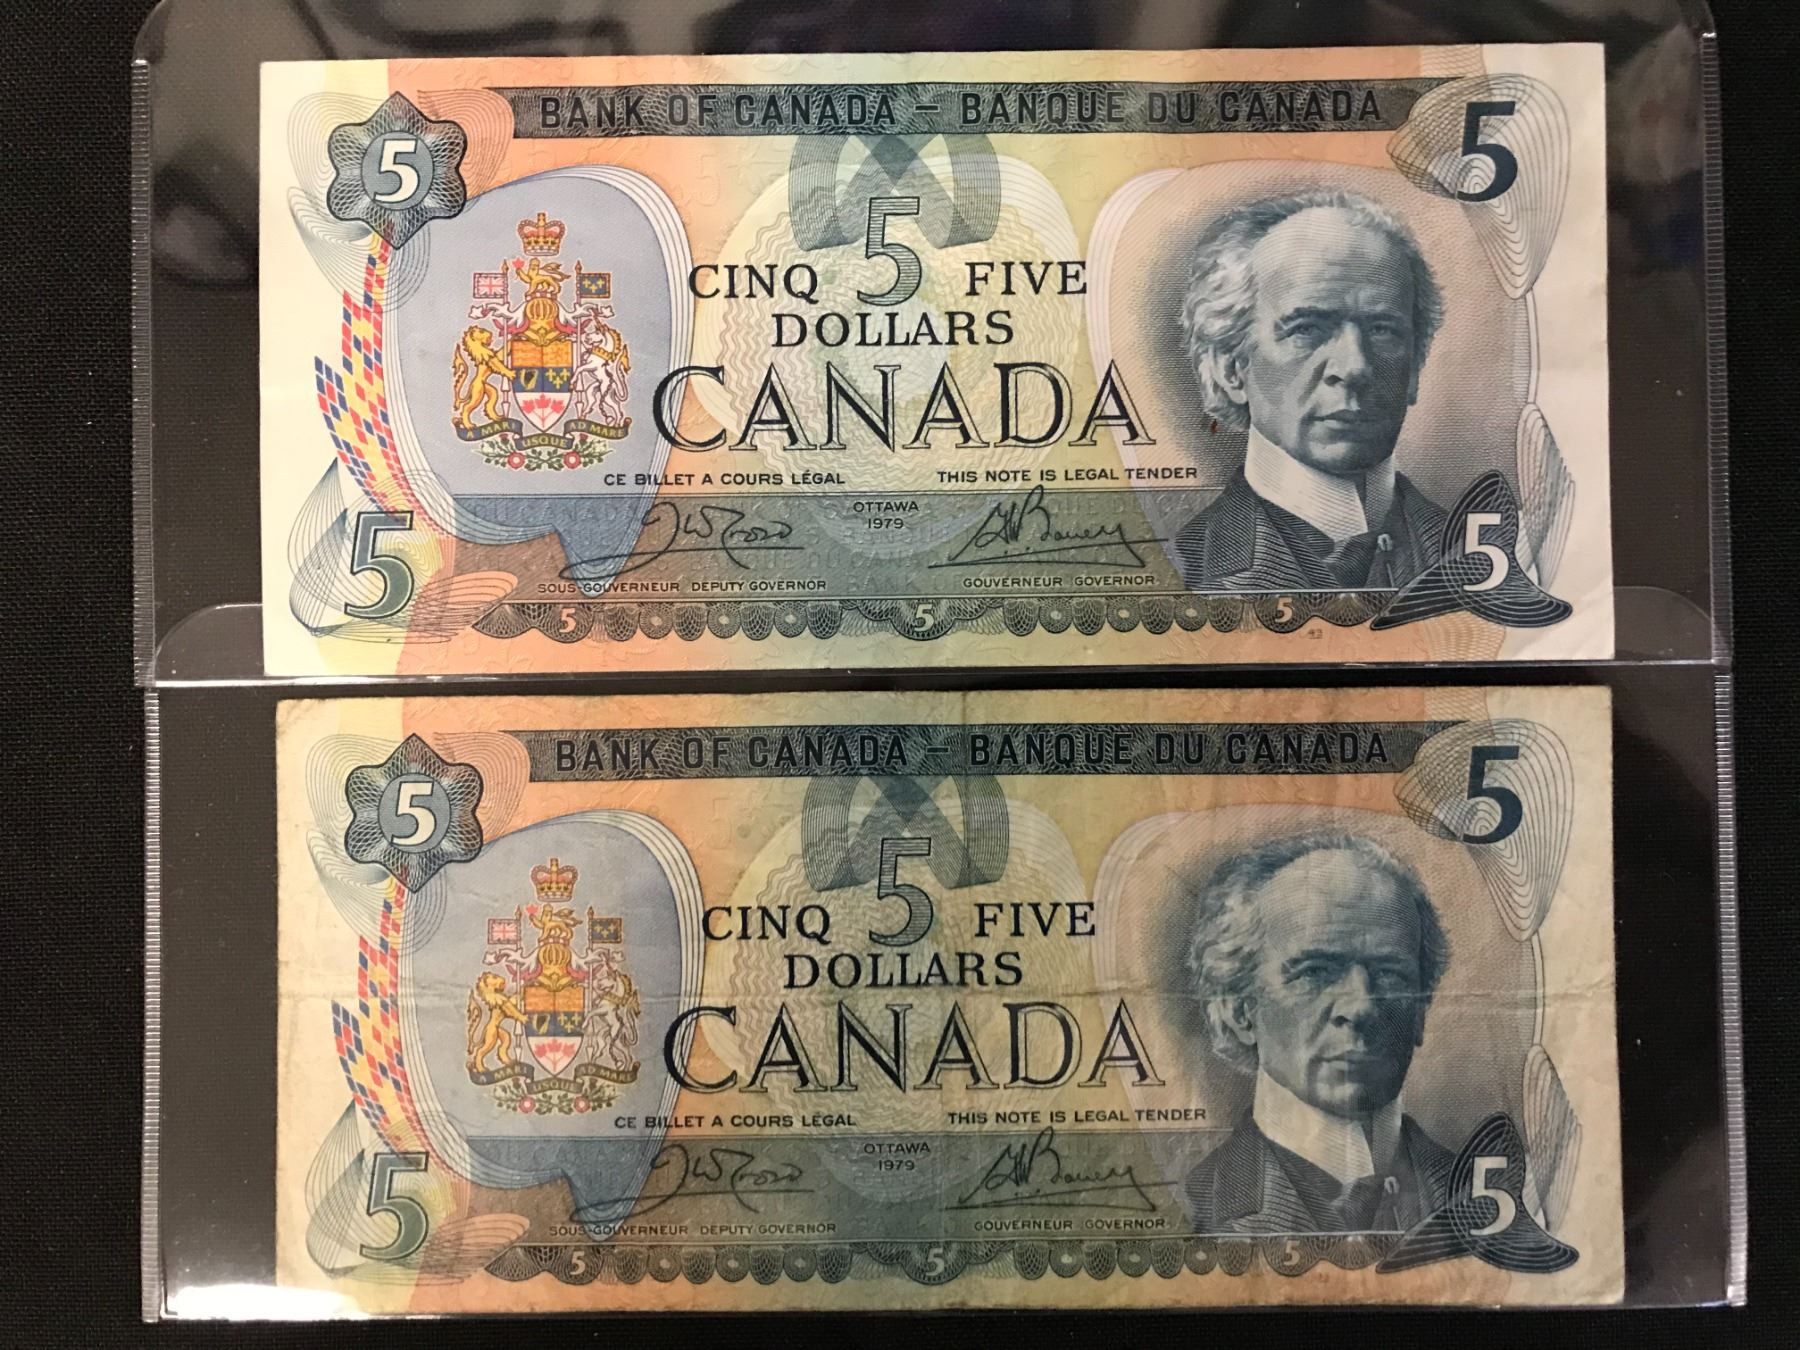 BANK OF CANADA – BANQUE DU CANADA
5
5
5
CINQ FIVE
DOLLARS
CANADA
A MARI USQUE AD MARE
CE BILLET A COURS LÉGAL THIS NOTE IS LEGAL TENDER
OTTAWA
1979
5
5
SOUS-GOUVERNEUR DEPUTY GOVERNOR GOUVERNEUR GOVERNOR
5 5 5
43
BANK OF CANADA – BANQUE DU CANADA
5
5
5
CINQ FIVE
DOLLARS
CANADA
A MARI USQUE AD MARE
CE BILLET A COURS LÉGAL THIS NOTE IS LEGAL TENDER
OTTAWA
1979
5
5
SOUS-GOUVERNEUR DEPUTY GOVERNOR GOUVERNEUR GOVERNOR
5 5 5